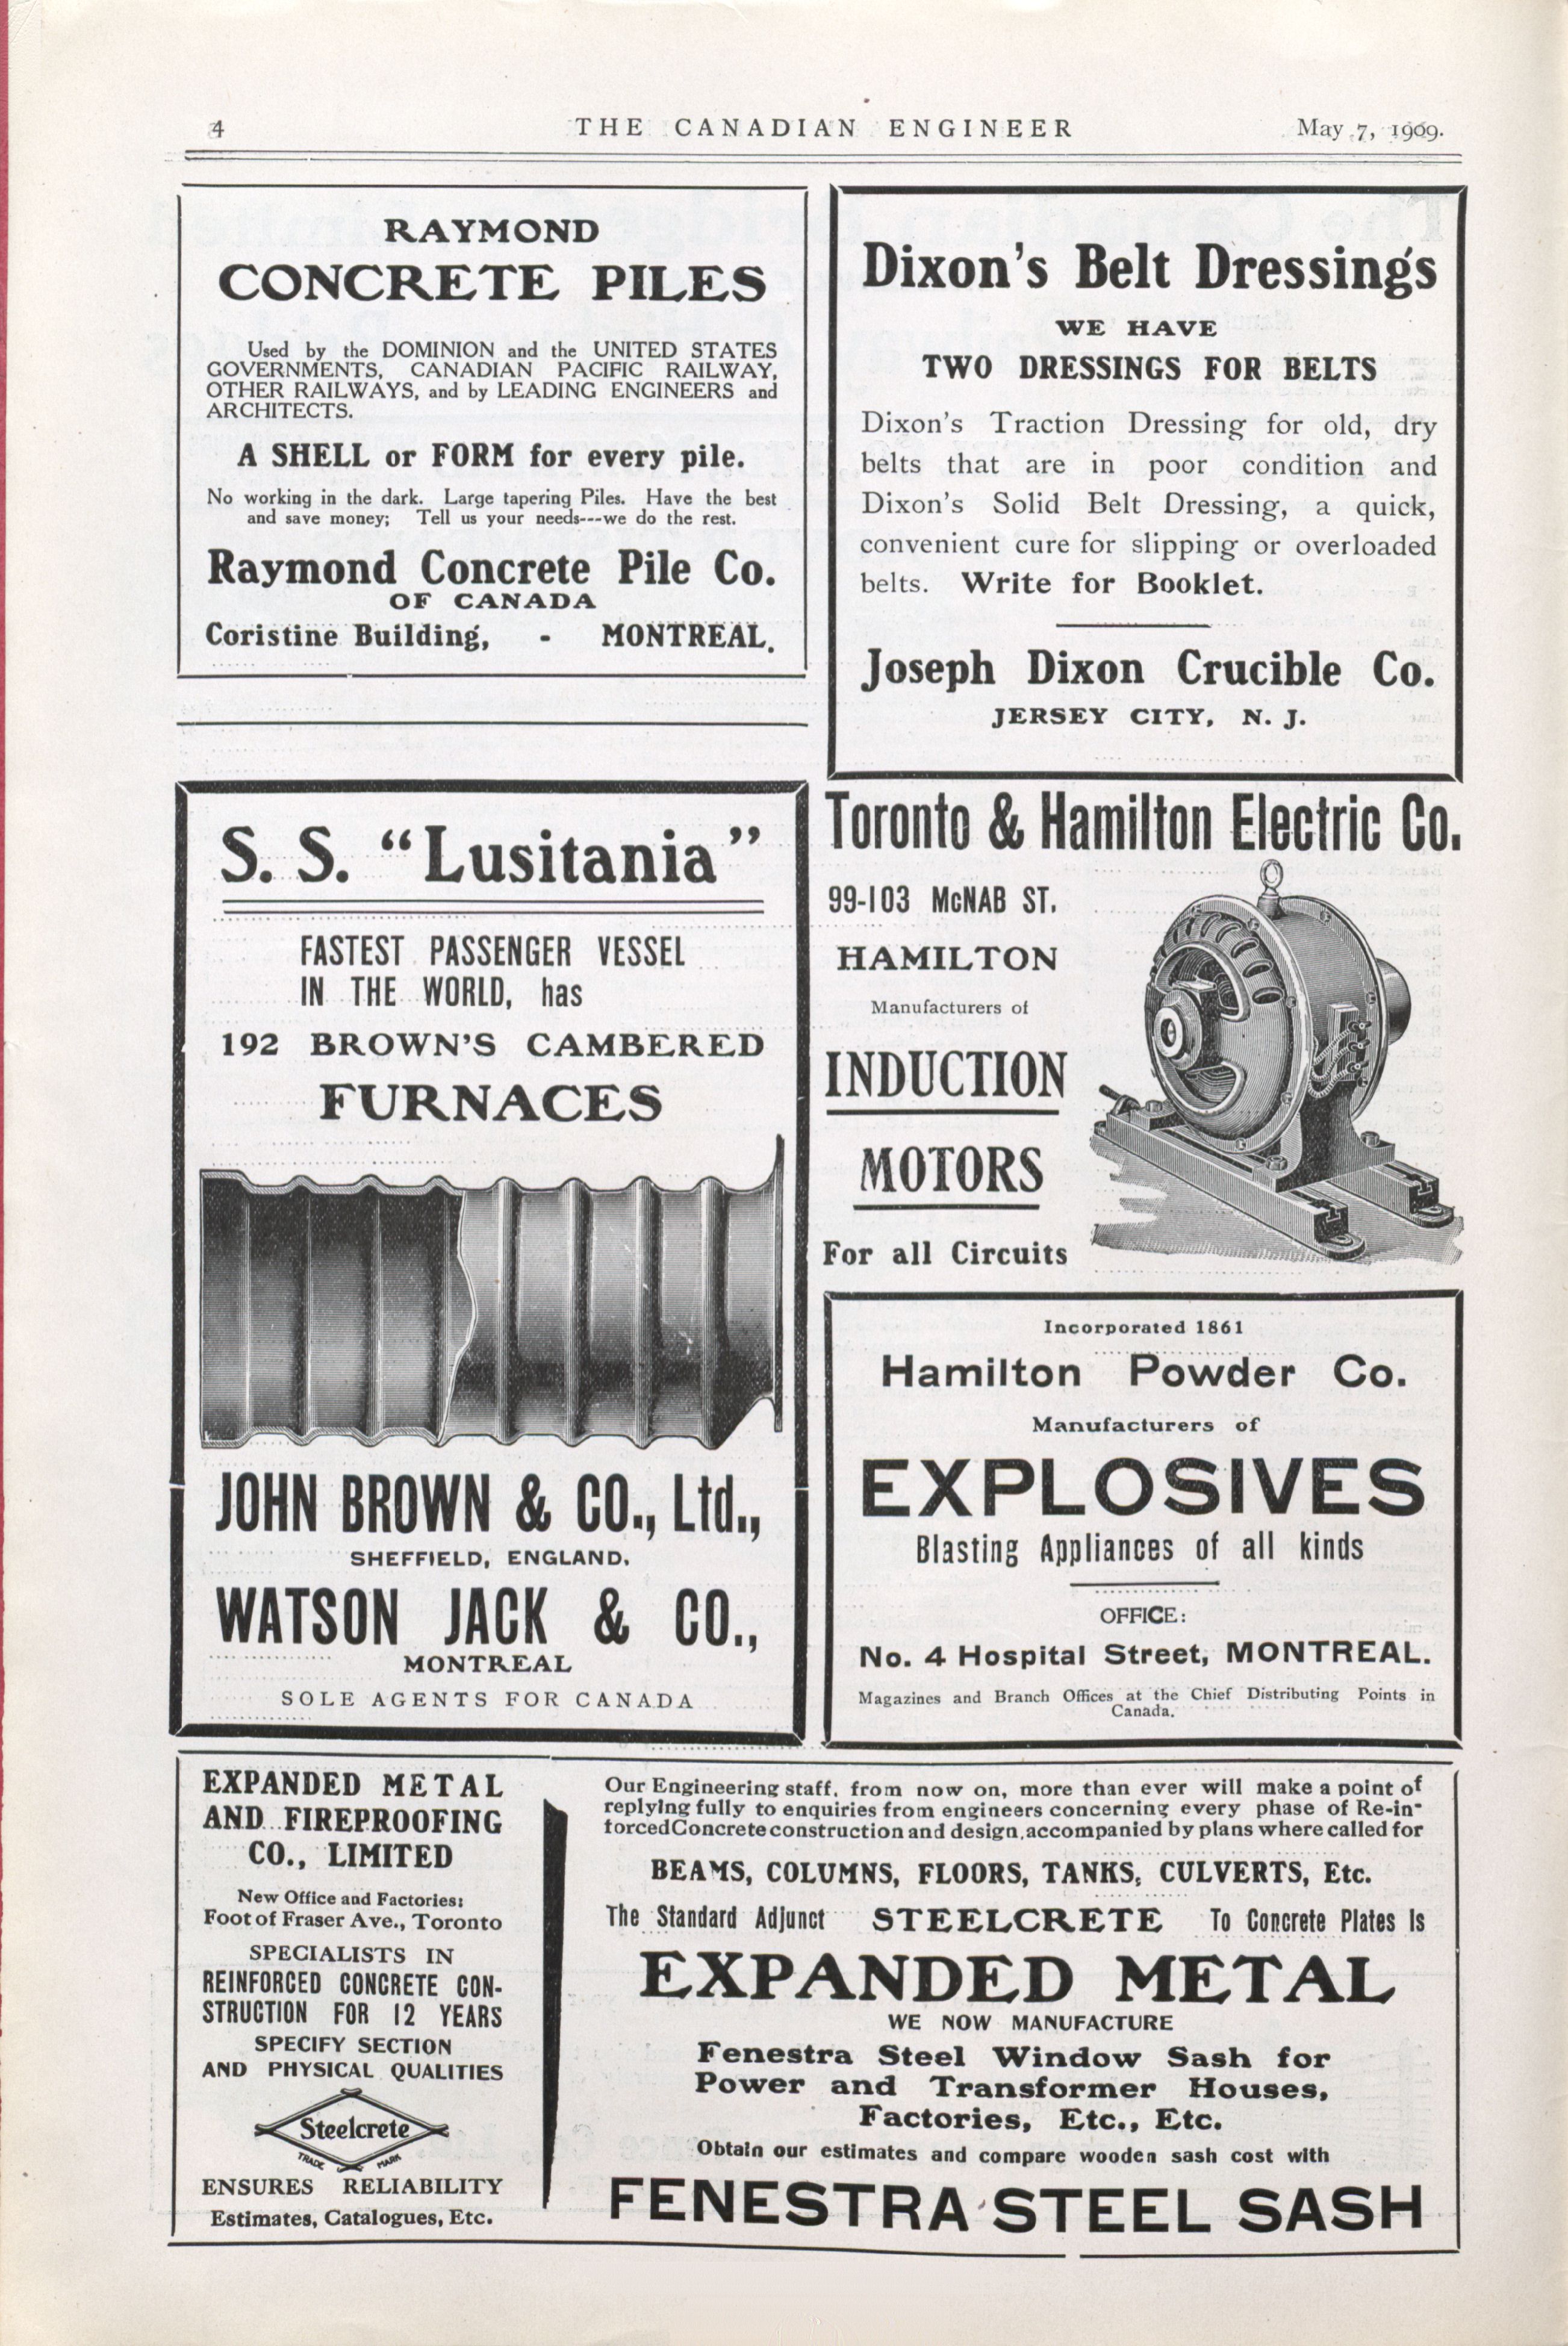 4
THE CANADIAN ENGINEER
May 7, 1909.
RAYMOND
CONCRETE PILES
Used by the DOMINION and the UNITED STATES
GOVERNMENTS, CANADIAN PACIFIC RAILWAY,
OTHER RAILWAYS, and by LEADING ENGINEERS and
ARCHITECTS.
A SHELL or FORM for every pile.
No working in the dark. Large tapering Piles. Have the best
and save money; Tell us your needs---we do the rest.
Raymond Concrete Pile Co.
OF CANADA
Coristine Building, - MONTREAL.
Dixon's Belt Dressings
WE HAVE
TWO DRESSINGS FOR BELTS
Dixon's Traction Dressing for old, dry
belts that are in poor condition and
Dixon's Solid Belt Dressing, a quick,
convenient cure for slipping or overloaded
belts. Write for Booklet.
Joseph Dixon Crucible Co.
JERSEY CITY, N. J.
S. S. "Lusitania"
FASTEST PASSENGER VESSEL
IN THE WORLD, has
192 BROWN'S CAMBERED
FURNACES
JOHN BROWN & CO., Ltd.,
SHEFFIELD, ENGLAND.
WATSON JACK & CO.,
MONTREAL
SOLE AGENTS FOR CANADA
Toronto & Hamilton Electric Co.
99-103 McNAB ST.
HAMILTON
Manufacturers of
INDUCTION
MOTORS
For all Circuits
Incorporated 1861
Hamilton Powder Co.
Manufacturers of
EXPLOSIVES
Blasting Appliances of all kinds
OFFICE:
No. 4 Hospital Street, MONTREAL.
Magazines and Branch Offices at the Chief Distributing Points in
Canada.
EXPANDED METAL
AND FIREPROOFING
CO., LIMITED
New Office and Factories:
Foot of Fraser Ave., Toronto
SPECIALISTS IN
REINFORCED CONCRETE CON-
STRUCTION FOR 12 YEARS
SPECIFY SECTION
AND PHYSICAL QUALITIES
Steelcrete
TRADE MARK
ENSURES RELIABILITY
Estimates, Catalogues, Etc.
Our Engineering staff, from now on, more than ever will make a point of
replying fully to enquiries from engineers concerning every phase of Re-in-
forced Concrete construction and design, accompanied by plans where called for
BEAMS, COLUMNS, FLOORS, TANKS, CULVERTS, Etc.
The Standard Adjunct STEELCRETE To Concrete Plates Is
EXPANDED METAL
WE NOW MANUFACTURE
Fenestra Steel Window Sash for
Power and Transformer Houses,
Factories, Etc., Etc.
Obtain our estimates and compare wooden sash cost with
FENESTRA STEEL SASH